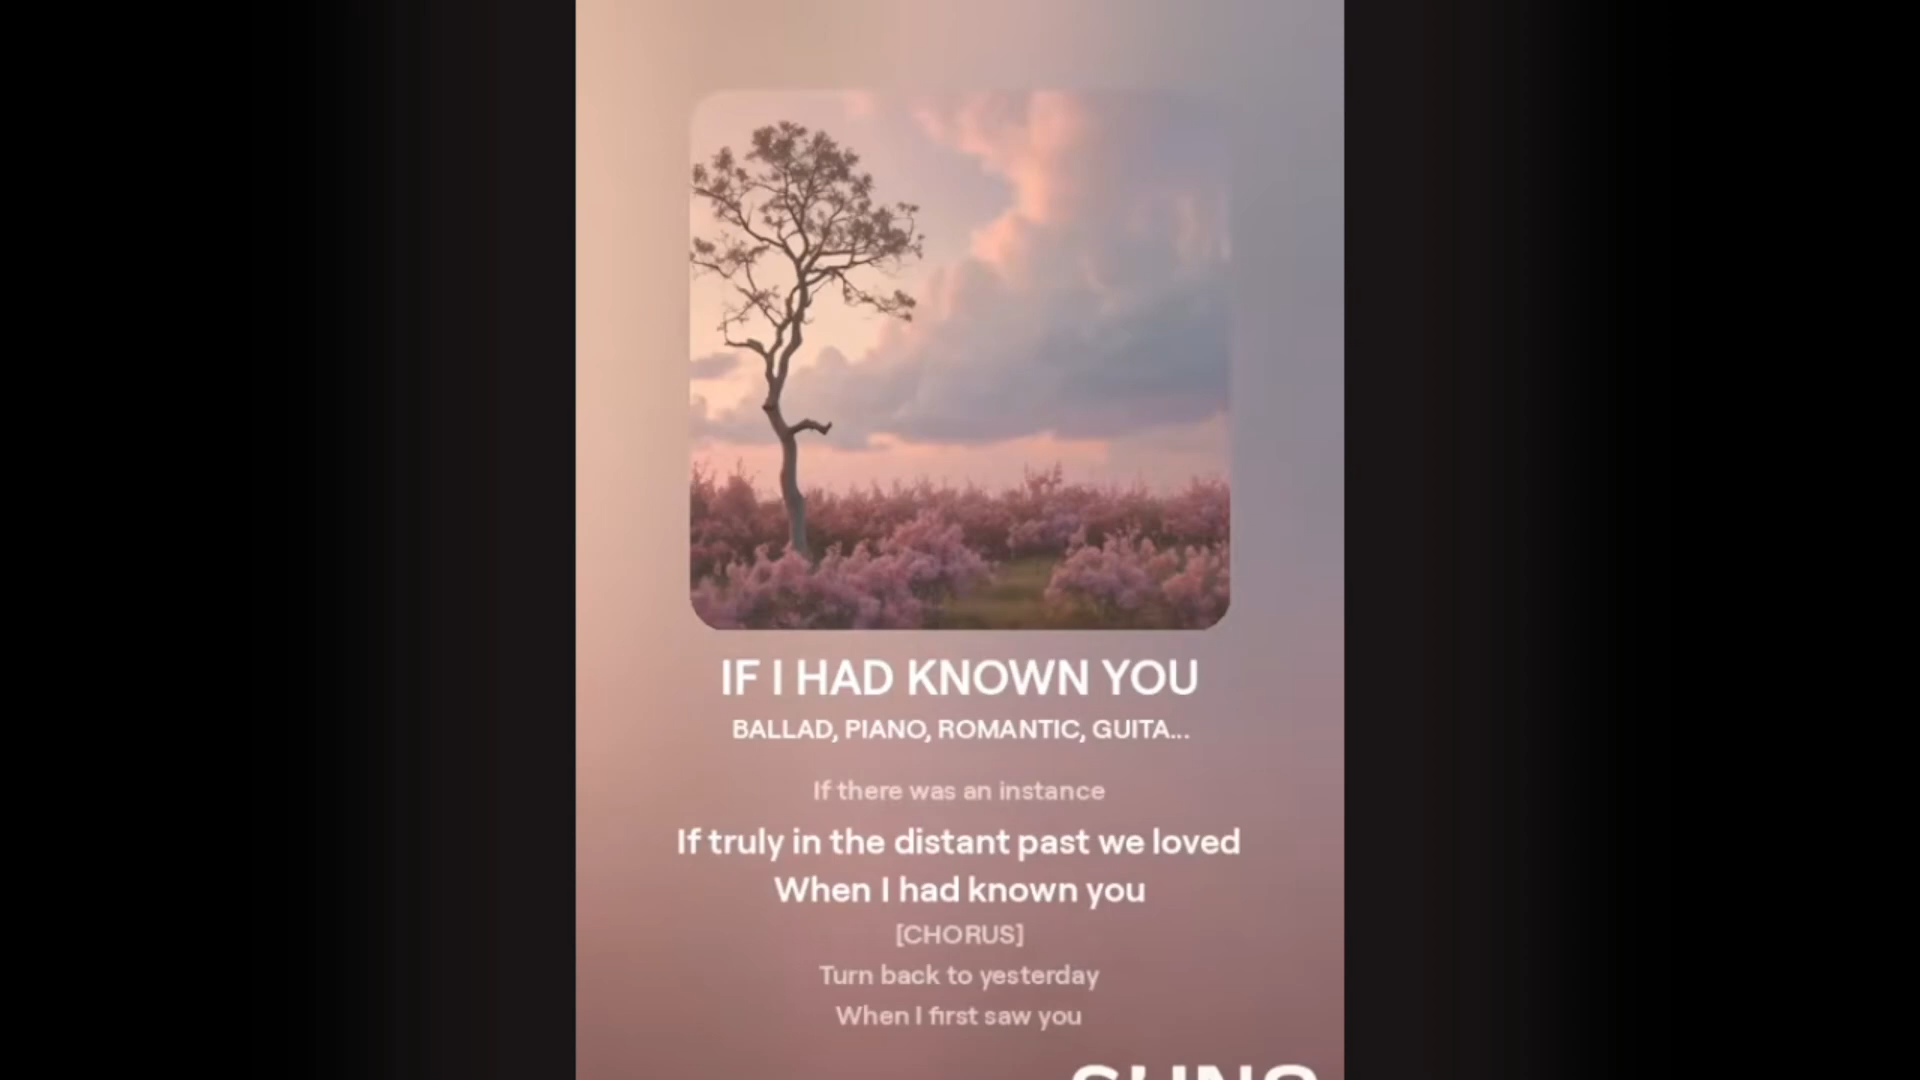 IF I HAD KNOWN YOU
BALLAD, PIANO, ROMANTIC, GUITA...
If there was an instance
If truly in the distant past we loved
When I had known you
[CHORUS]
Turn back to yesterday
When I first saw you
SUNO